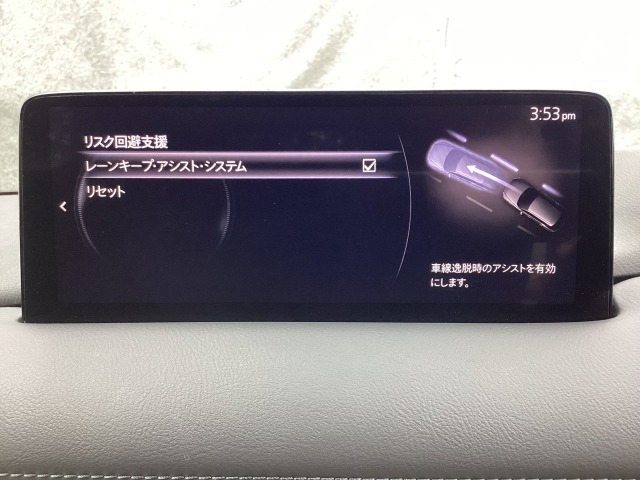 3:53 pm
リスク回避支援
レーンキープ・アシスト・システム
リセット
車線逸脱時のアシストを有効
にします。